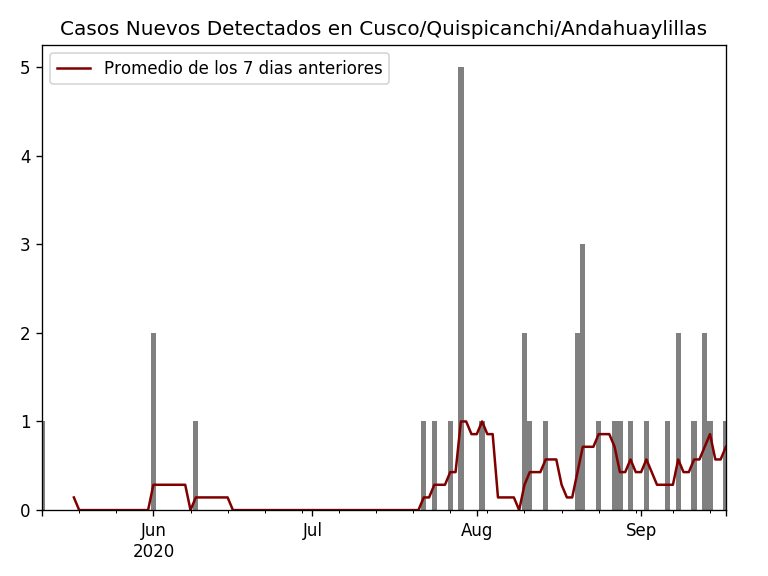 Casos Nuevos Detectados en Cusco/Quispicanchi/Andahuaylillas
Promedio de los 7 dias anteriores
5
4
3
2
1
0
Jun
2020
Jul
Aug
Sep